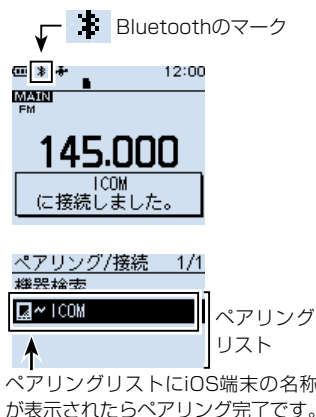 Bluetoothのマーク
12:00
MAIN
FM
145.000
ICOM
に接続しました。
ペアリング/接続 1/1
機器検索
~ICOM
ペアリング
リスト
ペアリングリストにiOS端末の名称
が表示されたらペアリング完了です。